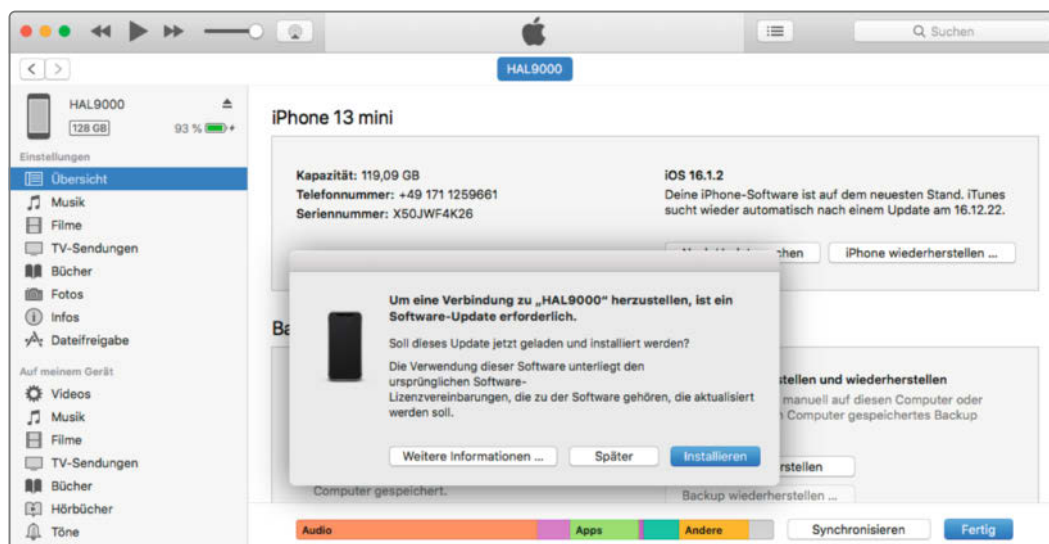 Suchen
HAL9000
HAL9000
128 GB
93 %
Einstellungen
Übersicht
Musik
Filme
TV-Sendungen
Bücher
Fotos
Infos
Dateifreigabe
Auf meinem Gerät
Videos
Musik
Filme
TV-Sendungen
Bücher
Hörbücher
Töne
iPhone 13 mini
Kapazität: 119,09 GB
Telefonnummer: +49 171 1259661
Seriennummer: X50JWF4K26
iOS 16.1.2
Deine iPhone-Software ist auf dem neuesten Stand. iTunes
sucht wieder automatisch nach einem Update am 16.12.22.
iPhone wiederherstellen ...
Um eine Verbindung zu „HAL9000“ herzustellen, ist ein
Software-Update erforderlich.
Soll dieses Update jetzt geladen und installiert werden?
Die Verwendung dieser Software unterliegt den
ursprünglichen Software-
Lizenzvereinbarungen, die zu der Software gehören, die aktualisiert
werden soll.
Weitere Informationen ...
Später
Installieren
und wiederherstellen
manuell auf diesen Computer oder
Computer gespeichertes Backup
Backup wiederherstellen ...
Computer gespeichert.
Audio
Apps
Andere
Synchronisieren
Fertig